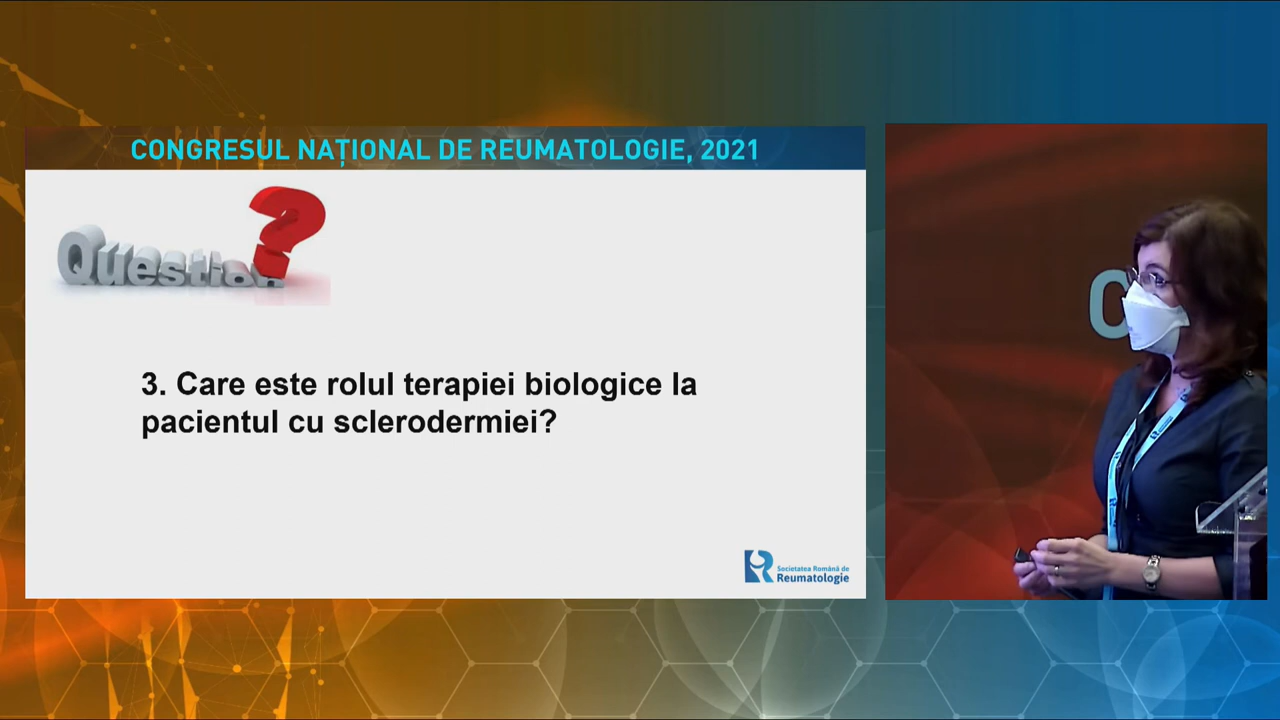 CONGRESUL NAȚIONAL DE REUMATOLOGIE, 2021
Question?
3. Care este rolul terapiei biologice la
pacientul cu sclerodermiei?
Societatea Română de
Reumatologie
C